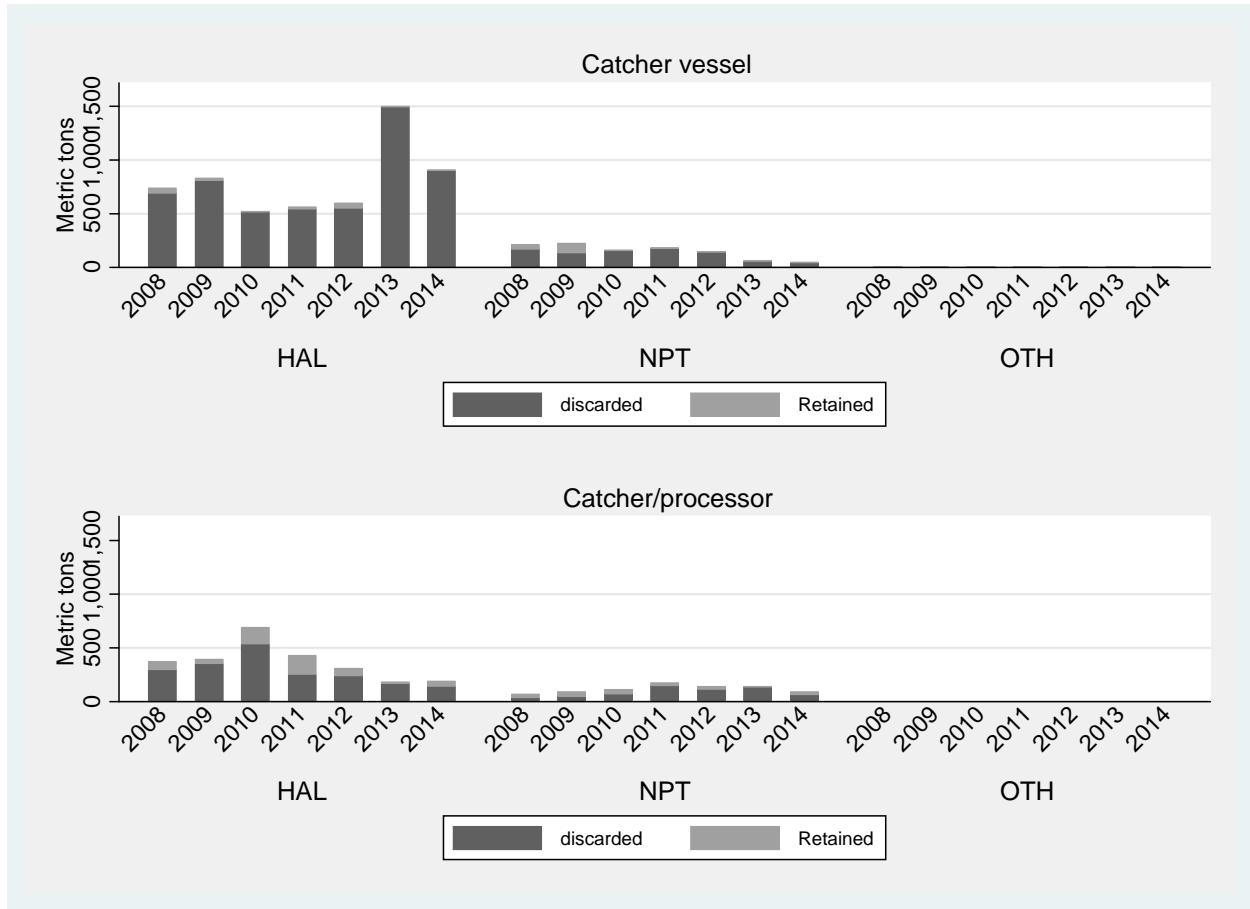 Catcher vessel
Metric tons
1,500
1,000
500
0
2008 2009 2010 2011 2012 2013 2014 2008 2009 2010 2011 2012 2013 2014 2008 2009 2010 2011 2012 2013 2014
HAL NPT OTH
discarded Retained
Catcher/processor
Metric tons
1,500
1,000
500
0
2008 2009 2010 2011 2012 2013 2014 2008 2009 2010 2011 2012 2013 2014 2008 2009 2010 2011 2012 2013 2014
HAL NPT OTH
discarded Retained